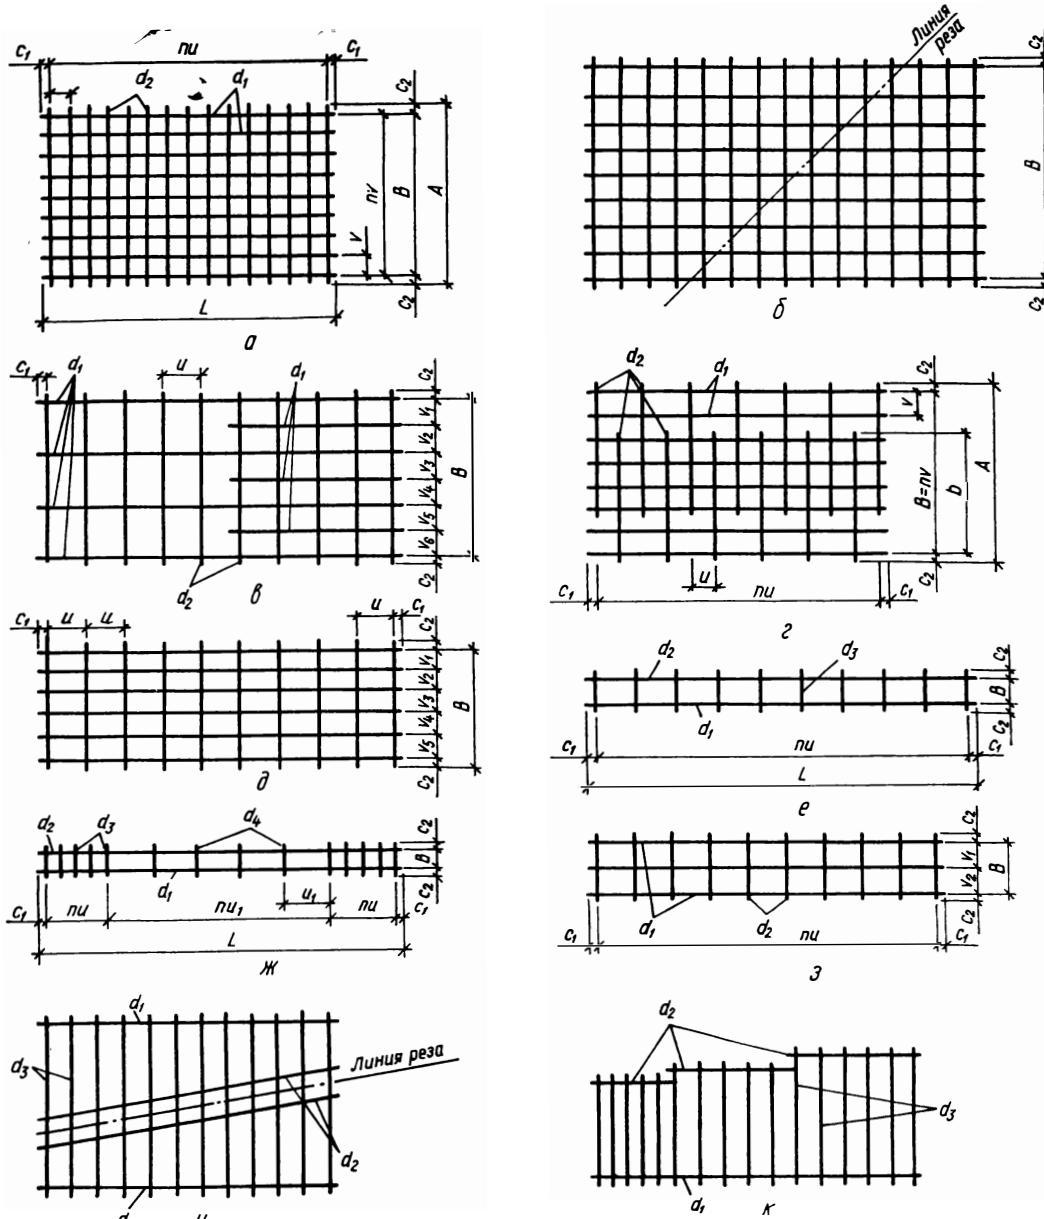 c₁ nu c₁
d₂ d₁ c₂
nv B A
v
L c₂
а
Линия
реза
c₂
B
c₂
б
c₁ d₁ u d₁ c₂
v₁
v₂
v₃
v₄
v₅
v₆
B
d₂ c₂
в
d₂ d₁ c₂
v
B=nv b A
u c₂
c₁ nu c₁
г
c₁ u u u c₁ c₂
v₁
v₂
v₃
v₄
v₅
B
c₂
д
d₂ d₃ c₂
B
d₁ c₂
c₁ nu c₁
L
е
d₂ d₃ d₄ c₂
B
d₁ u₁ c₂
c₁ nu nu₁ nu c₁
L
ж
c₂
v₁
v₂
B
d₁ d₂ c₂
c₁ nu c₁
з
d₁
d₃
Линия реза
d₂
d₂
d₃
d₁
к